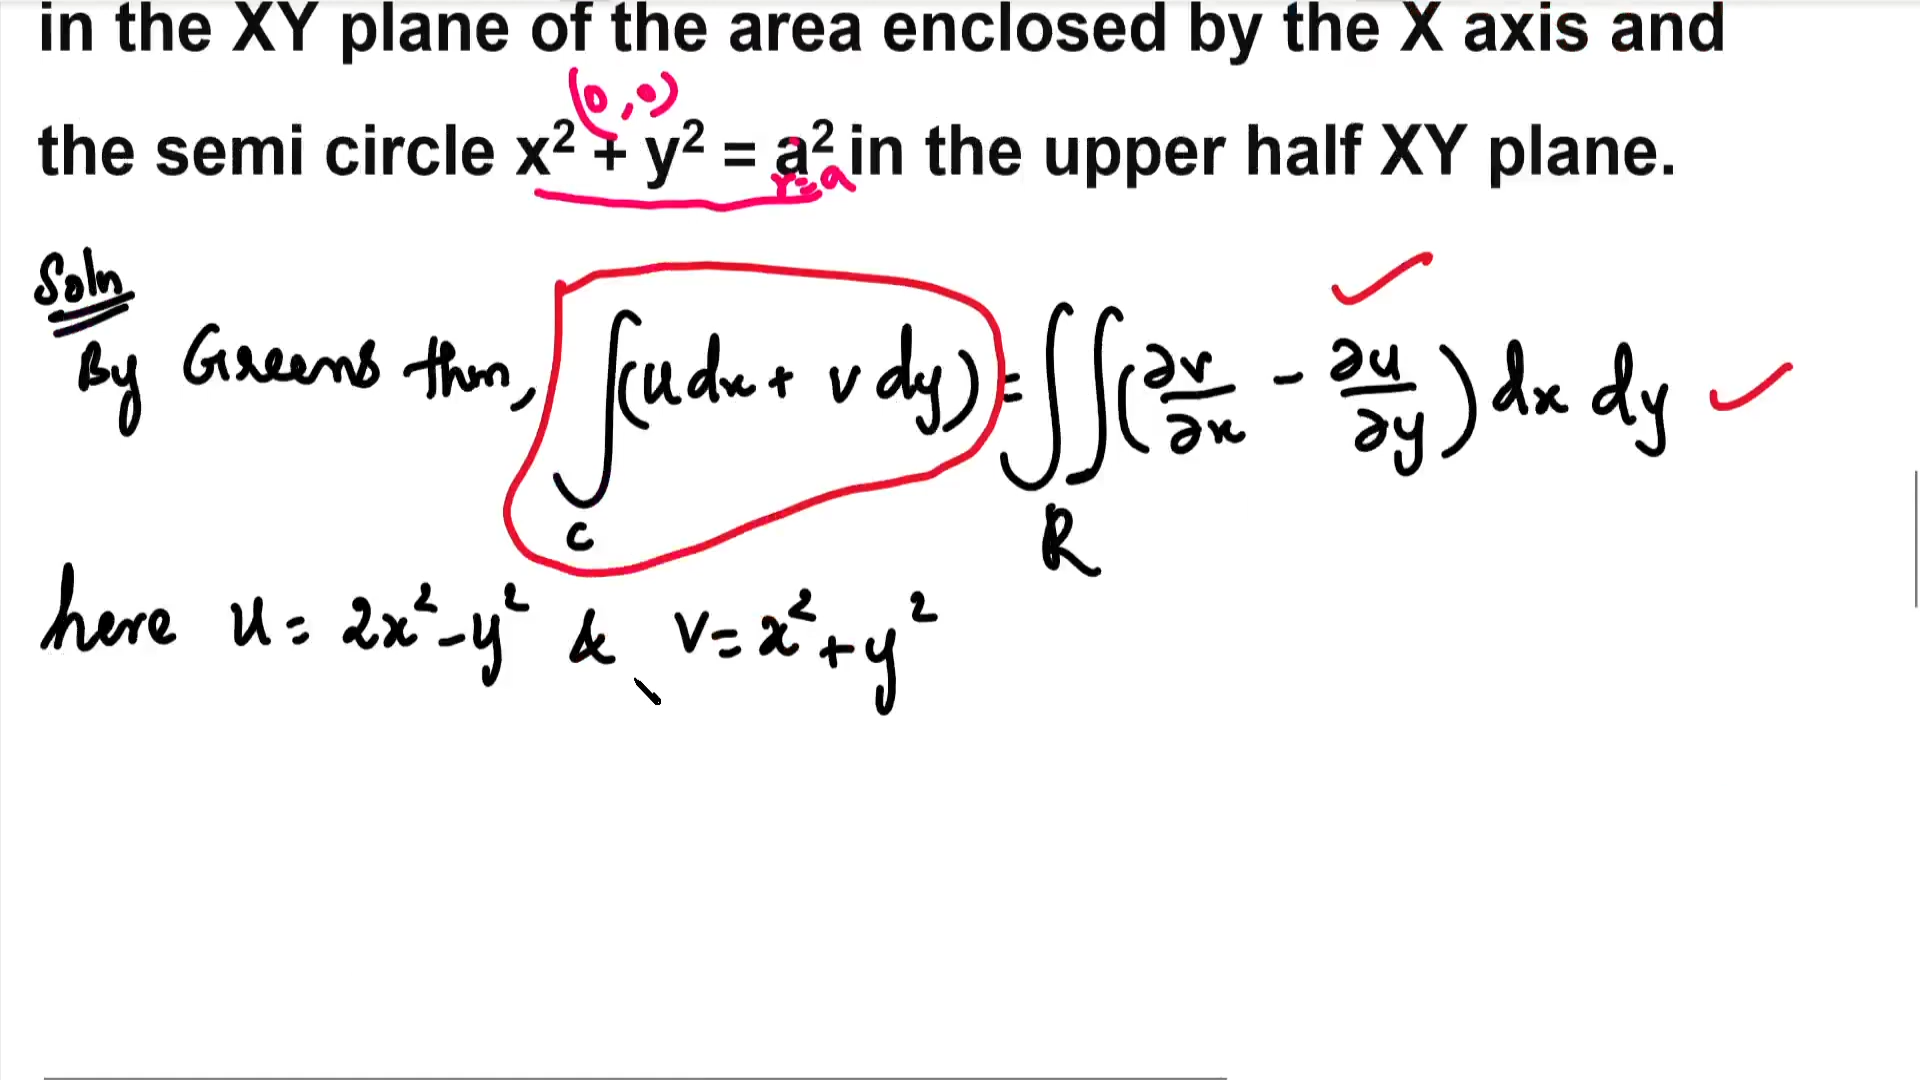 in the XY plane of the area enclosed by the X axis and
(0,0)
the semi circle x² + y² = a² in the upper half XY plane.
r=a
Soln
By Greens thm, ∫(u dx + v dy) = ∫∫(∂v/∂x - ∂u/∂y) dx dy
C R
here u = 2x² - y² & v = x² + y²